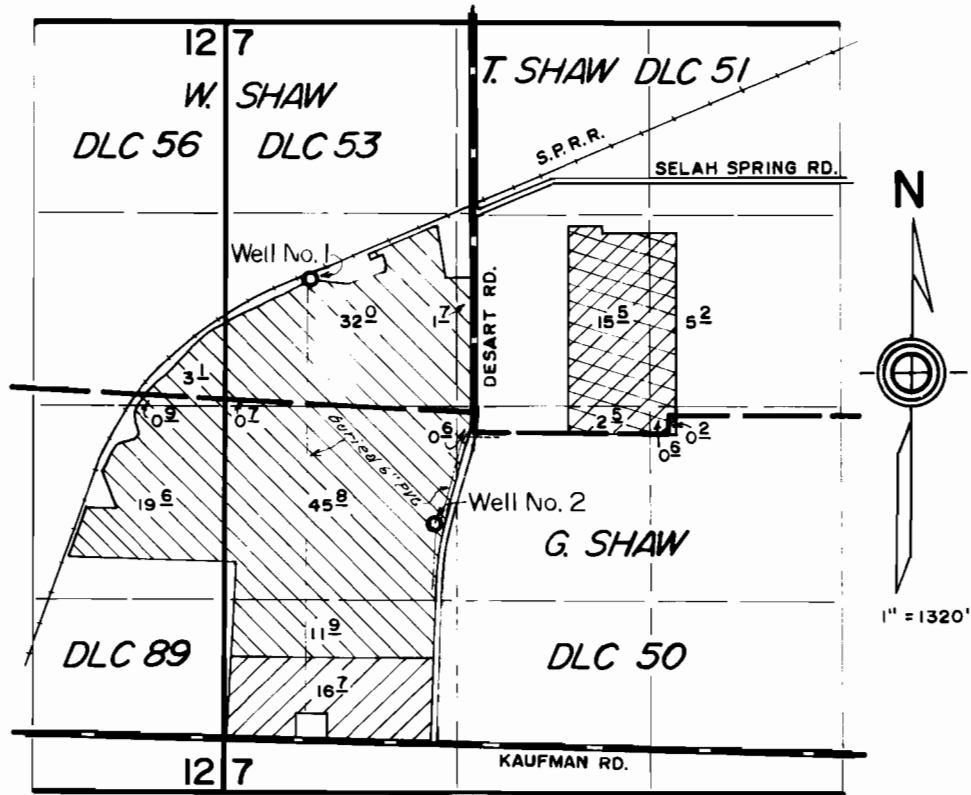 12 7
W. SHAW
T. SHAW DLC 51
DLC 56
DLC 53
S.P.R.R.
SELAH SPRING RD.
N
Well No. 1
32 0
1 7
DESART RD.
15 5
5 2
3 1
0 9
0 7
0 6
2 5
0 6
0 2
buried 6" PVC
19 6
45 8
Well No. 2
G. SHAW
1" = 1320'
11 9
DLC 89
DLC 50
16 7
KAUFMAN RD.
12 7